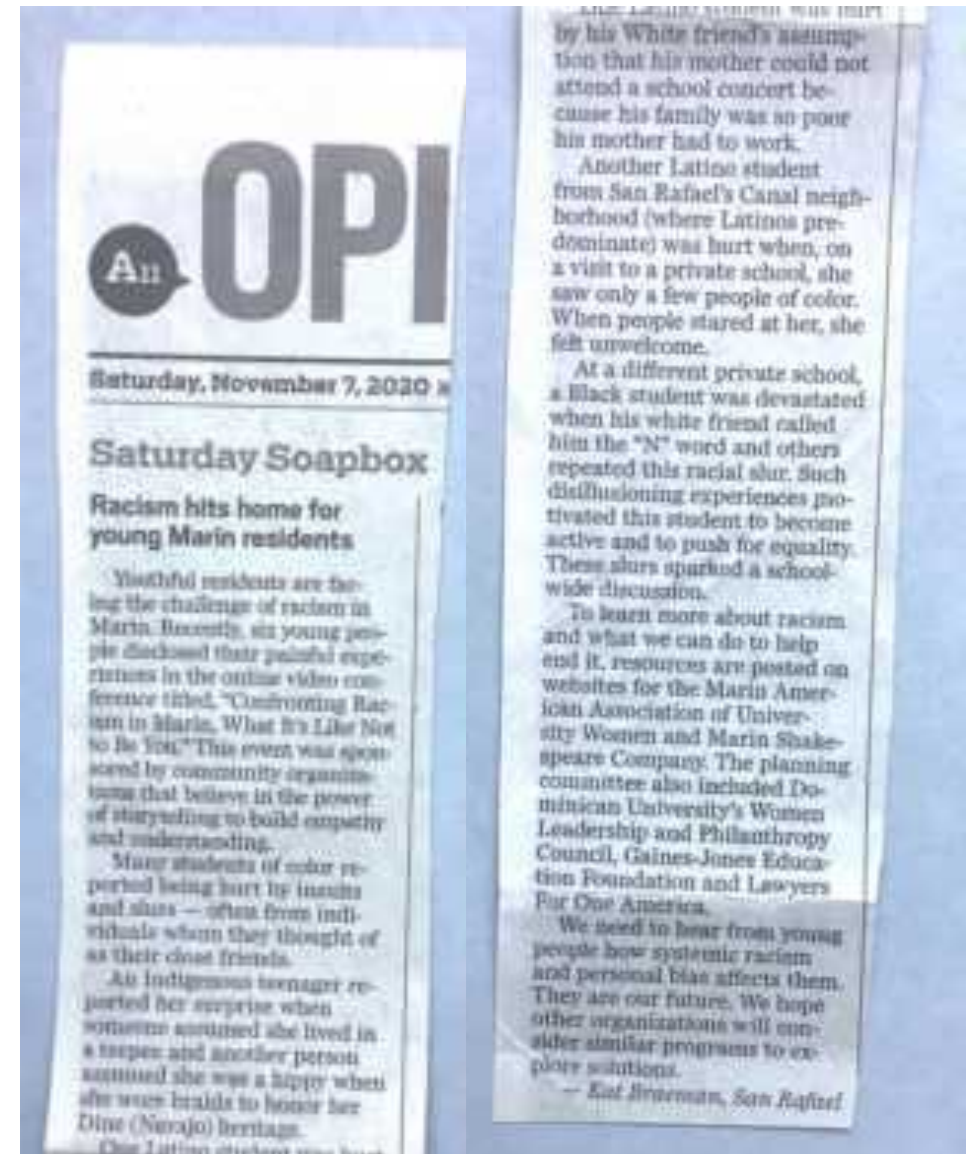 An
OPI
Saturday, November 7, 2020
Saturday Soapbox
Racism hits home for
young Marin residents
Youthful residents are fac-
ing the challenge of racism in
Marin. Recently, six young peo-
ple disclosed their painful expe-
riences in the online video con-
ference titled, "Confronting Rac-
ism in Marin, What It's Like Not
to Be You." This event was spon-
sored by community organiza-
tions that believe in the power
of storytelling to build empathy
and understanding.
Many students of color re-
ported being hurt by insults
and slurs — often from indi-
viduals whom they thought of
as their close friends.
An Indigenous teenager re-
ported her surprise when
someone assumed she lived in
a teepee and another person
assumed she was a hippy when
she wore braids to honor her
Dine (Navajo) heritage.
One Latino student was hurt
One Latino student was hurt
by his White friend's assump-
tion that his mother could not
attend a school concert be-
cause his family was so poor
his mother had to work.
Another Latino student
from San Rafael's Canal neigh-
borhood (where Latinos pre-
dominate) was hurt when, on
a visit to a private school, she
saw only a few people of color.
When people stared at her, she
felt unwelcome.
At a different private school,
a Black student was devastated
when his white friend called
him the "N" word and others
repeated this racial slur. Such
disillusioning experiences mo-
tivated this student to become
active and to push for equality.
These slurs sparked a school-
wide discussion.
To learn more about racism
and what we can do to help
end it, resources are posted on
websites for the Marin Amer-
ican Association of Univer-
sity Women and Marin Shake-
speare Company. The planning
committee also included Do-
minican University's Women
Leadership and Philanthropy
Council, Gaines-Jones Educa-
tion Foundation and Lawyers
For One America.
We need to hear from young
people how systemic racism
and personal bias affects them.
They are our future. We hope
other organizations will con-
sider similar programs to ex-
plore solutions.
— Kat San Rafael